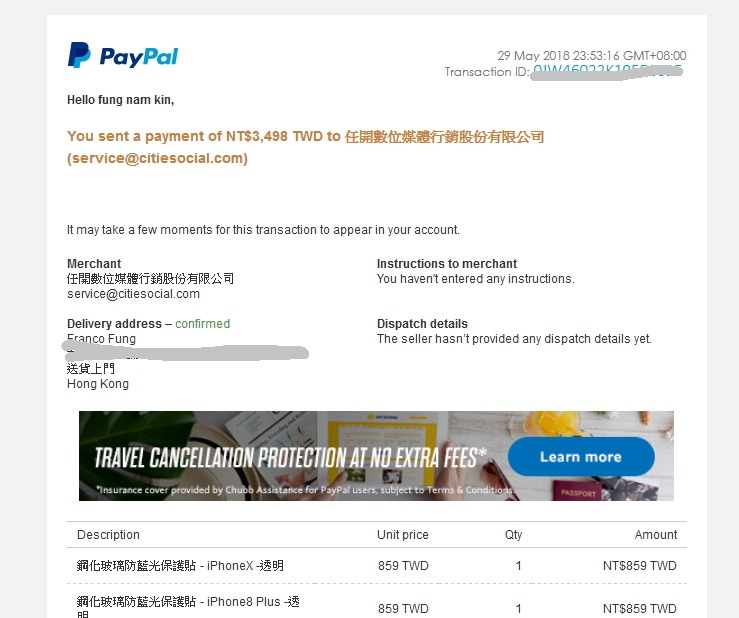 PayPal
29 May 2018 23:53:16 GMT+08:00
Transaction ID:
Hello fung nam kin,
You sent a payment of NT$3,498 TWD to 任開數位媒體行銷股份有限公司
(service@citiesocial.com)
It may take a few moments for this transaction to appear in your account.
Merchant
任開數位媒體行銷股份有限公司
service@citiesocial.com
Instructions to merchant
You haven't entered any instructions.
Delivery address – confirmed
Franco Fung
送貨上門
Hong Kong
Dispatch details
The seller hasn't provided any dispatch details yet.
TRAVEL CANCELLATION PROTECTION AT NO EXTRA FEES*
Learn more
*Insurance cover provided by Chubb Assistance for PayPal users, subject to Terms & Conditions.
PASSPORT
Description Unit price Qty Amount
鋼化玻璃防藍光保護貼 - iPhoneX -透明 859 TWD 1 NT$859 TWD
鋼化玻璃防藍光保護貼 - iPhone8 Plus -透 859 TWD 1 NT$859 TWD
明